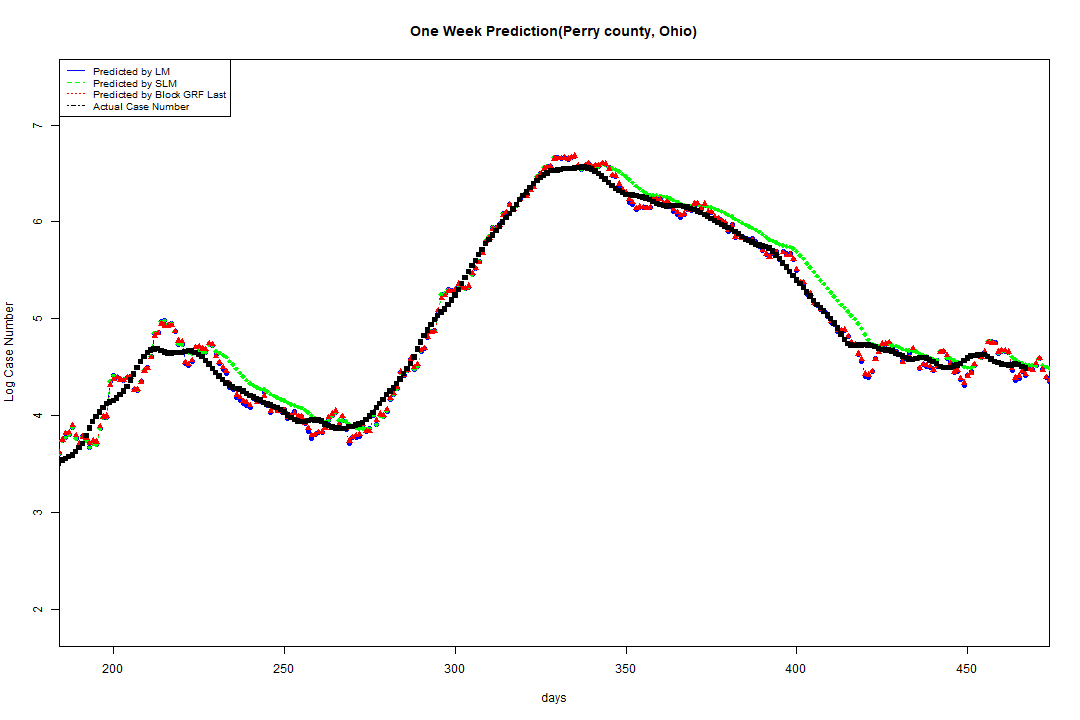 One Week Prediction(Perry county, Ohio)
Predicted by LM
Predicted by SLM
Predicted by Block GRF Last
Actual Case Number
7
6
5
4
3
2
Log Case Number
200 250 300 350 400 450
days